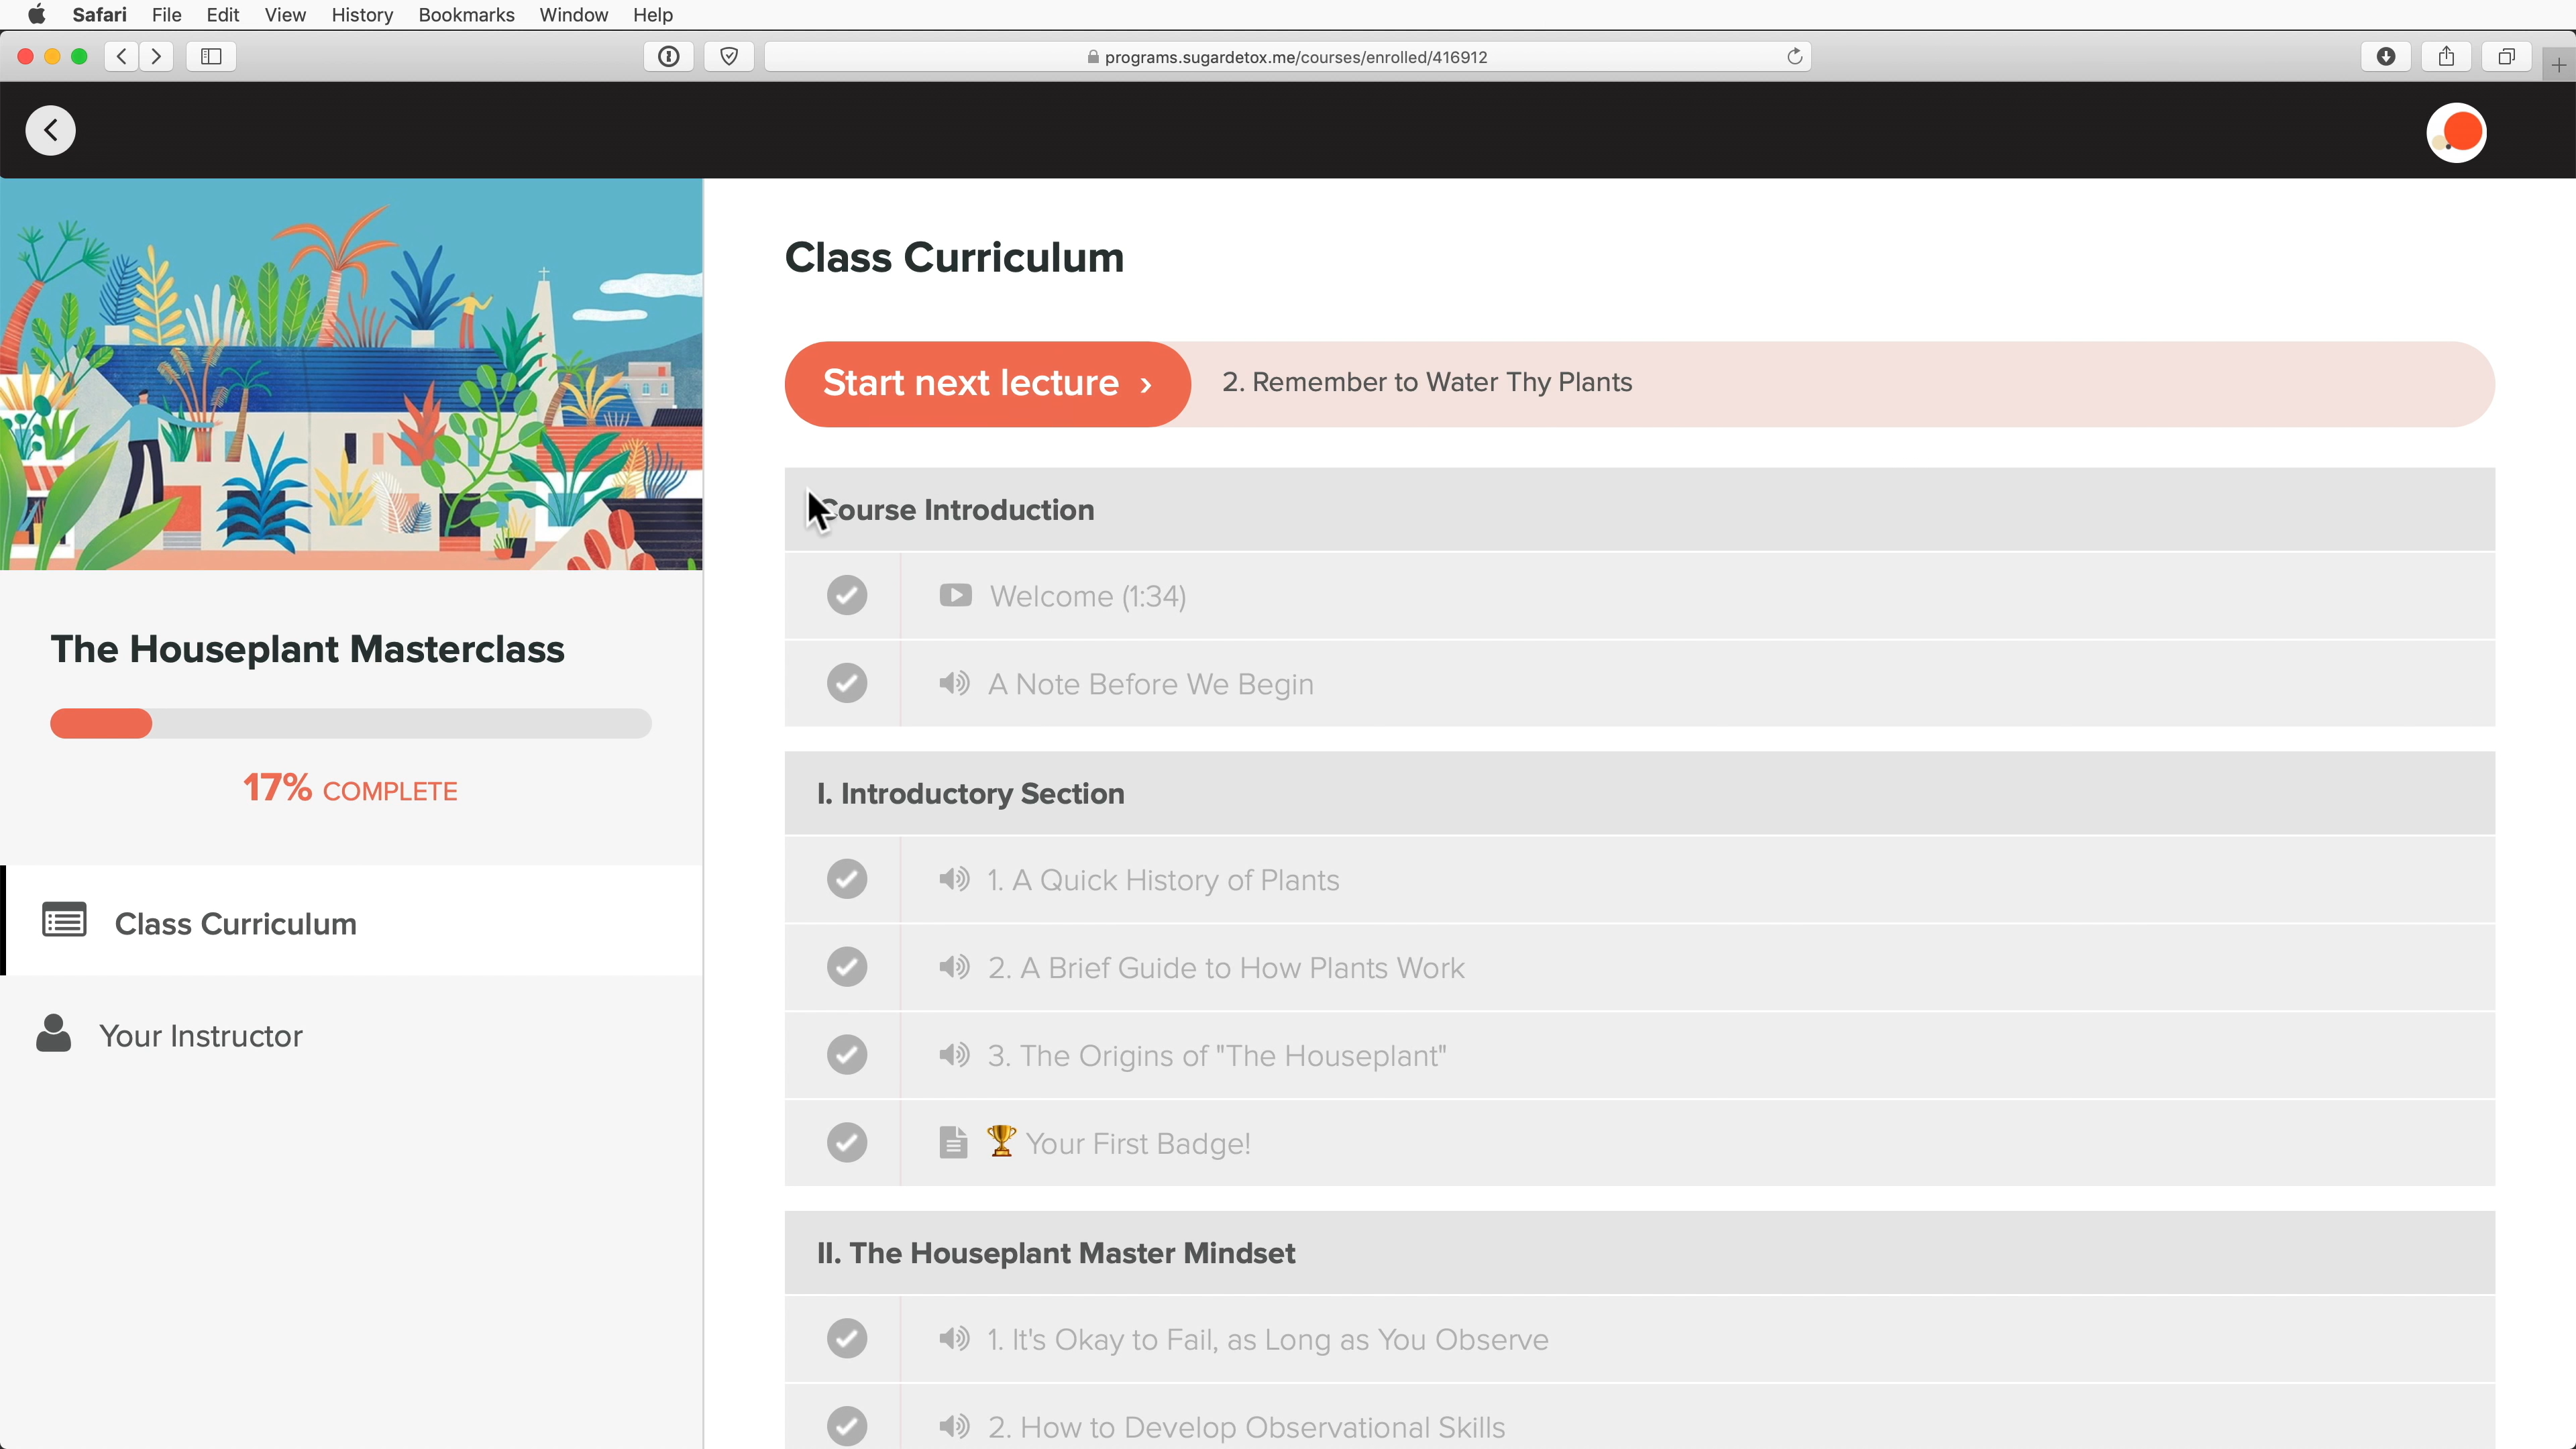 Safari File Edit View History Bookmarks Window Help
programs.sugardetox.me/courses/enrolled/416912
Class Curriculum
Start next lecture › 2. Remember to Water Thy Plants
Course Introduction
Welcome (1:34)
A Note Before We Begin
The Houseplant Masterclass
17% COMPLETE
Class Curriculum
Your Instructor
I. Introductory Section
1. A Quick History of Plants
2. A Brief Guide to How Plants Work
3. The Origins of "The Houseplant"
🏆 Your First Badge!
II. The Houseplant Master Mindset
1. It's Okay to Fail, as Long as You Observe
2. How to Develop Observational Skills